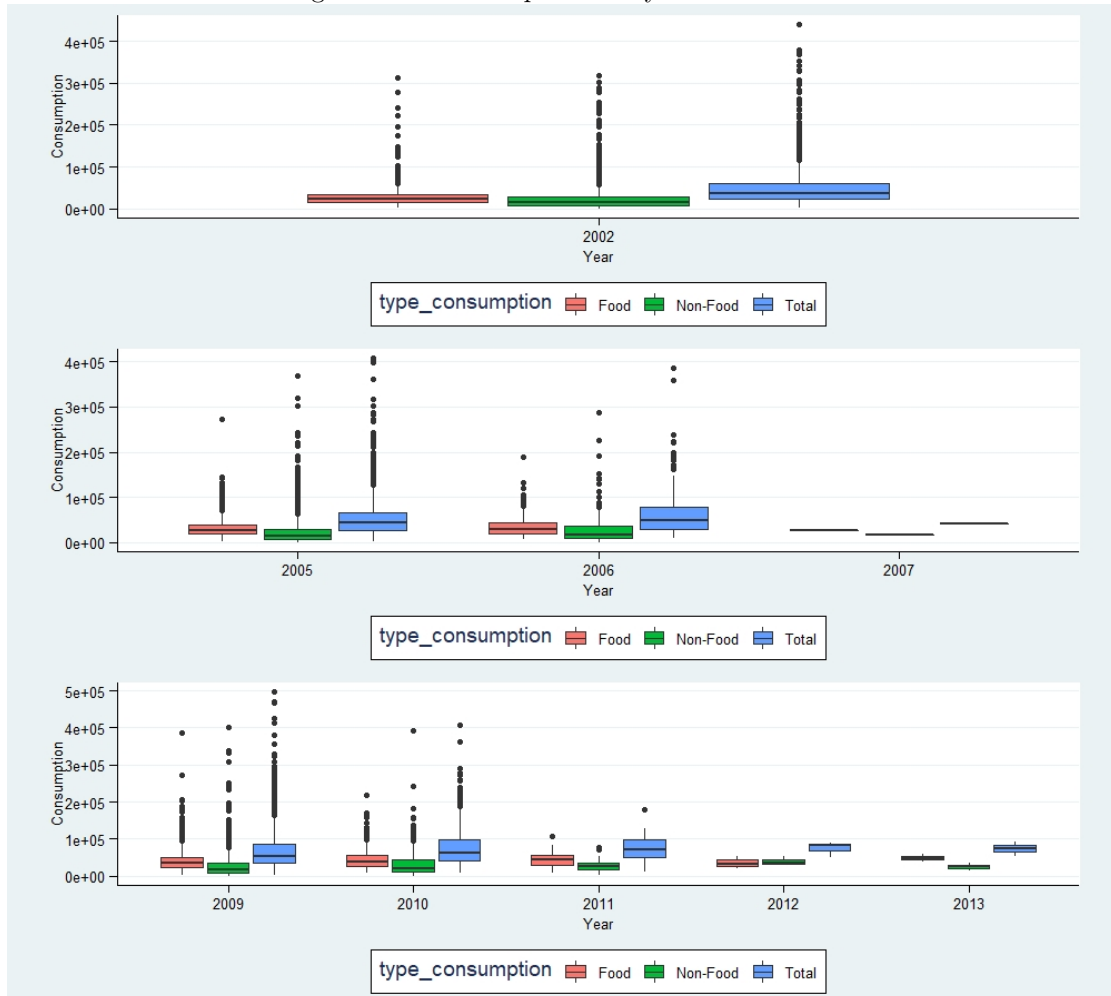 4e+05
3e+05
2e+05
1e+05
0e+00
Consumption
2002
Year
type_consumption Food Non-Food Total
4e+05
3e+05
2e+05
1e+05
0e+00
Consumption
2005 2006 2007
Year
type_consumption Food Non-Food Total
5e+05
4e+05
3e+05
2e+05
1e+05
0e+00
Consumption
2009 2010 2011 2012 2013
Year
type_consumption Food Non-Food Total